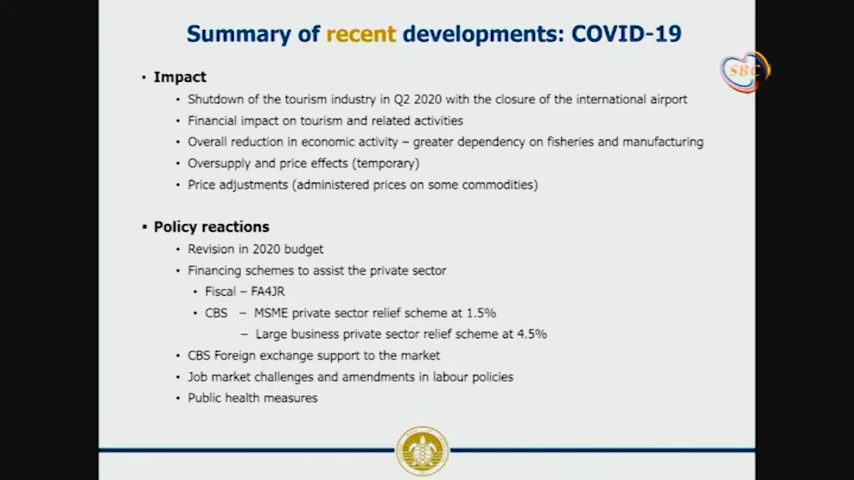 Summary of recent developments: COVID-19
SBC
• Impact
• Shutdown of the tourism industry in Q2 2020 with the closure of the international airport
• Financial impact on tourism and related activities
• Overall reduction in economic activity – greater dependency on fisheries and manufacturing
• Oversupply and price effects (temporary)
• Price adjustments (administered prices on some commodities)
▪ Policy reactions
• Revision in 2020 budget
• Financing schemes to assist the private sector
• Fiscal – FA4JR
• CBS – MSME private sector relief scheme at 1.5%
– Large business private sector relief scheme at 4.5%
• CBS Foreign exchange support to the market
• Job market challenges and amendments in labour policies
• Public health measures